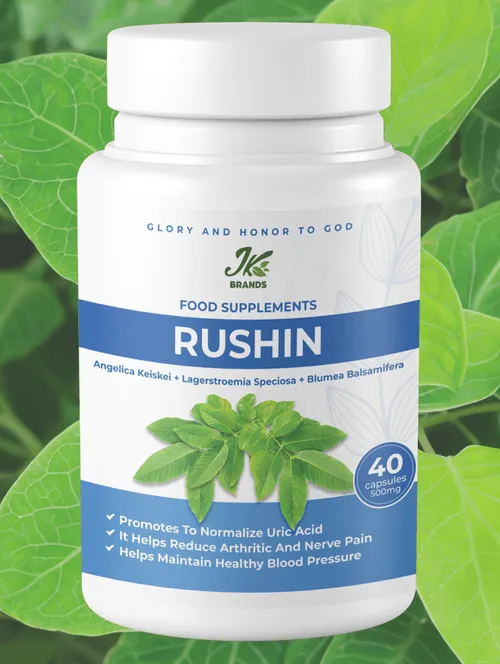 GLORY AND HONOR TO GOD
JK
BRANDS
FOOD SUPPLEMENTS
RUSHIN
Angelica Keiskei + Lagerstroemia Speciosa + Blumea Balsamifera
40
capsules
500mg
✓ Promotes To Normalize Uric Acid
✓ It Helps Reduce Arthritic And Nerve Pain
✓ Helps Maintain Healthy Blood Pressure